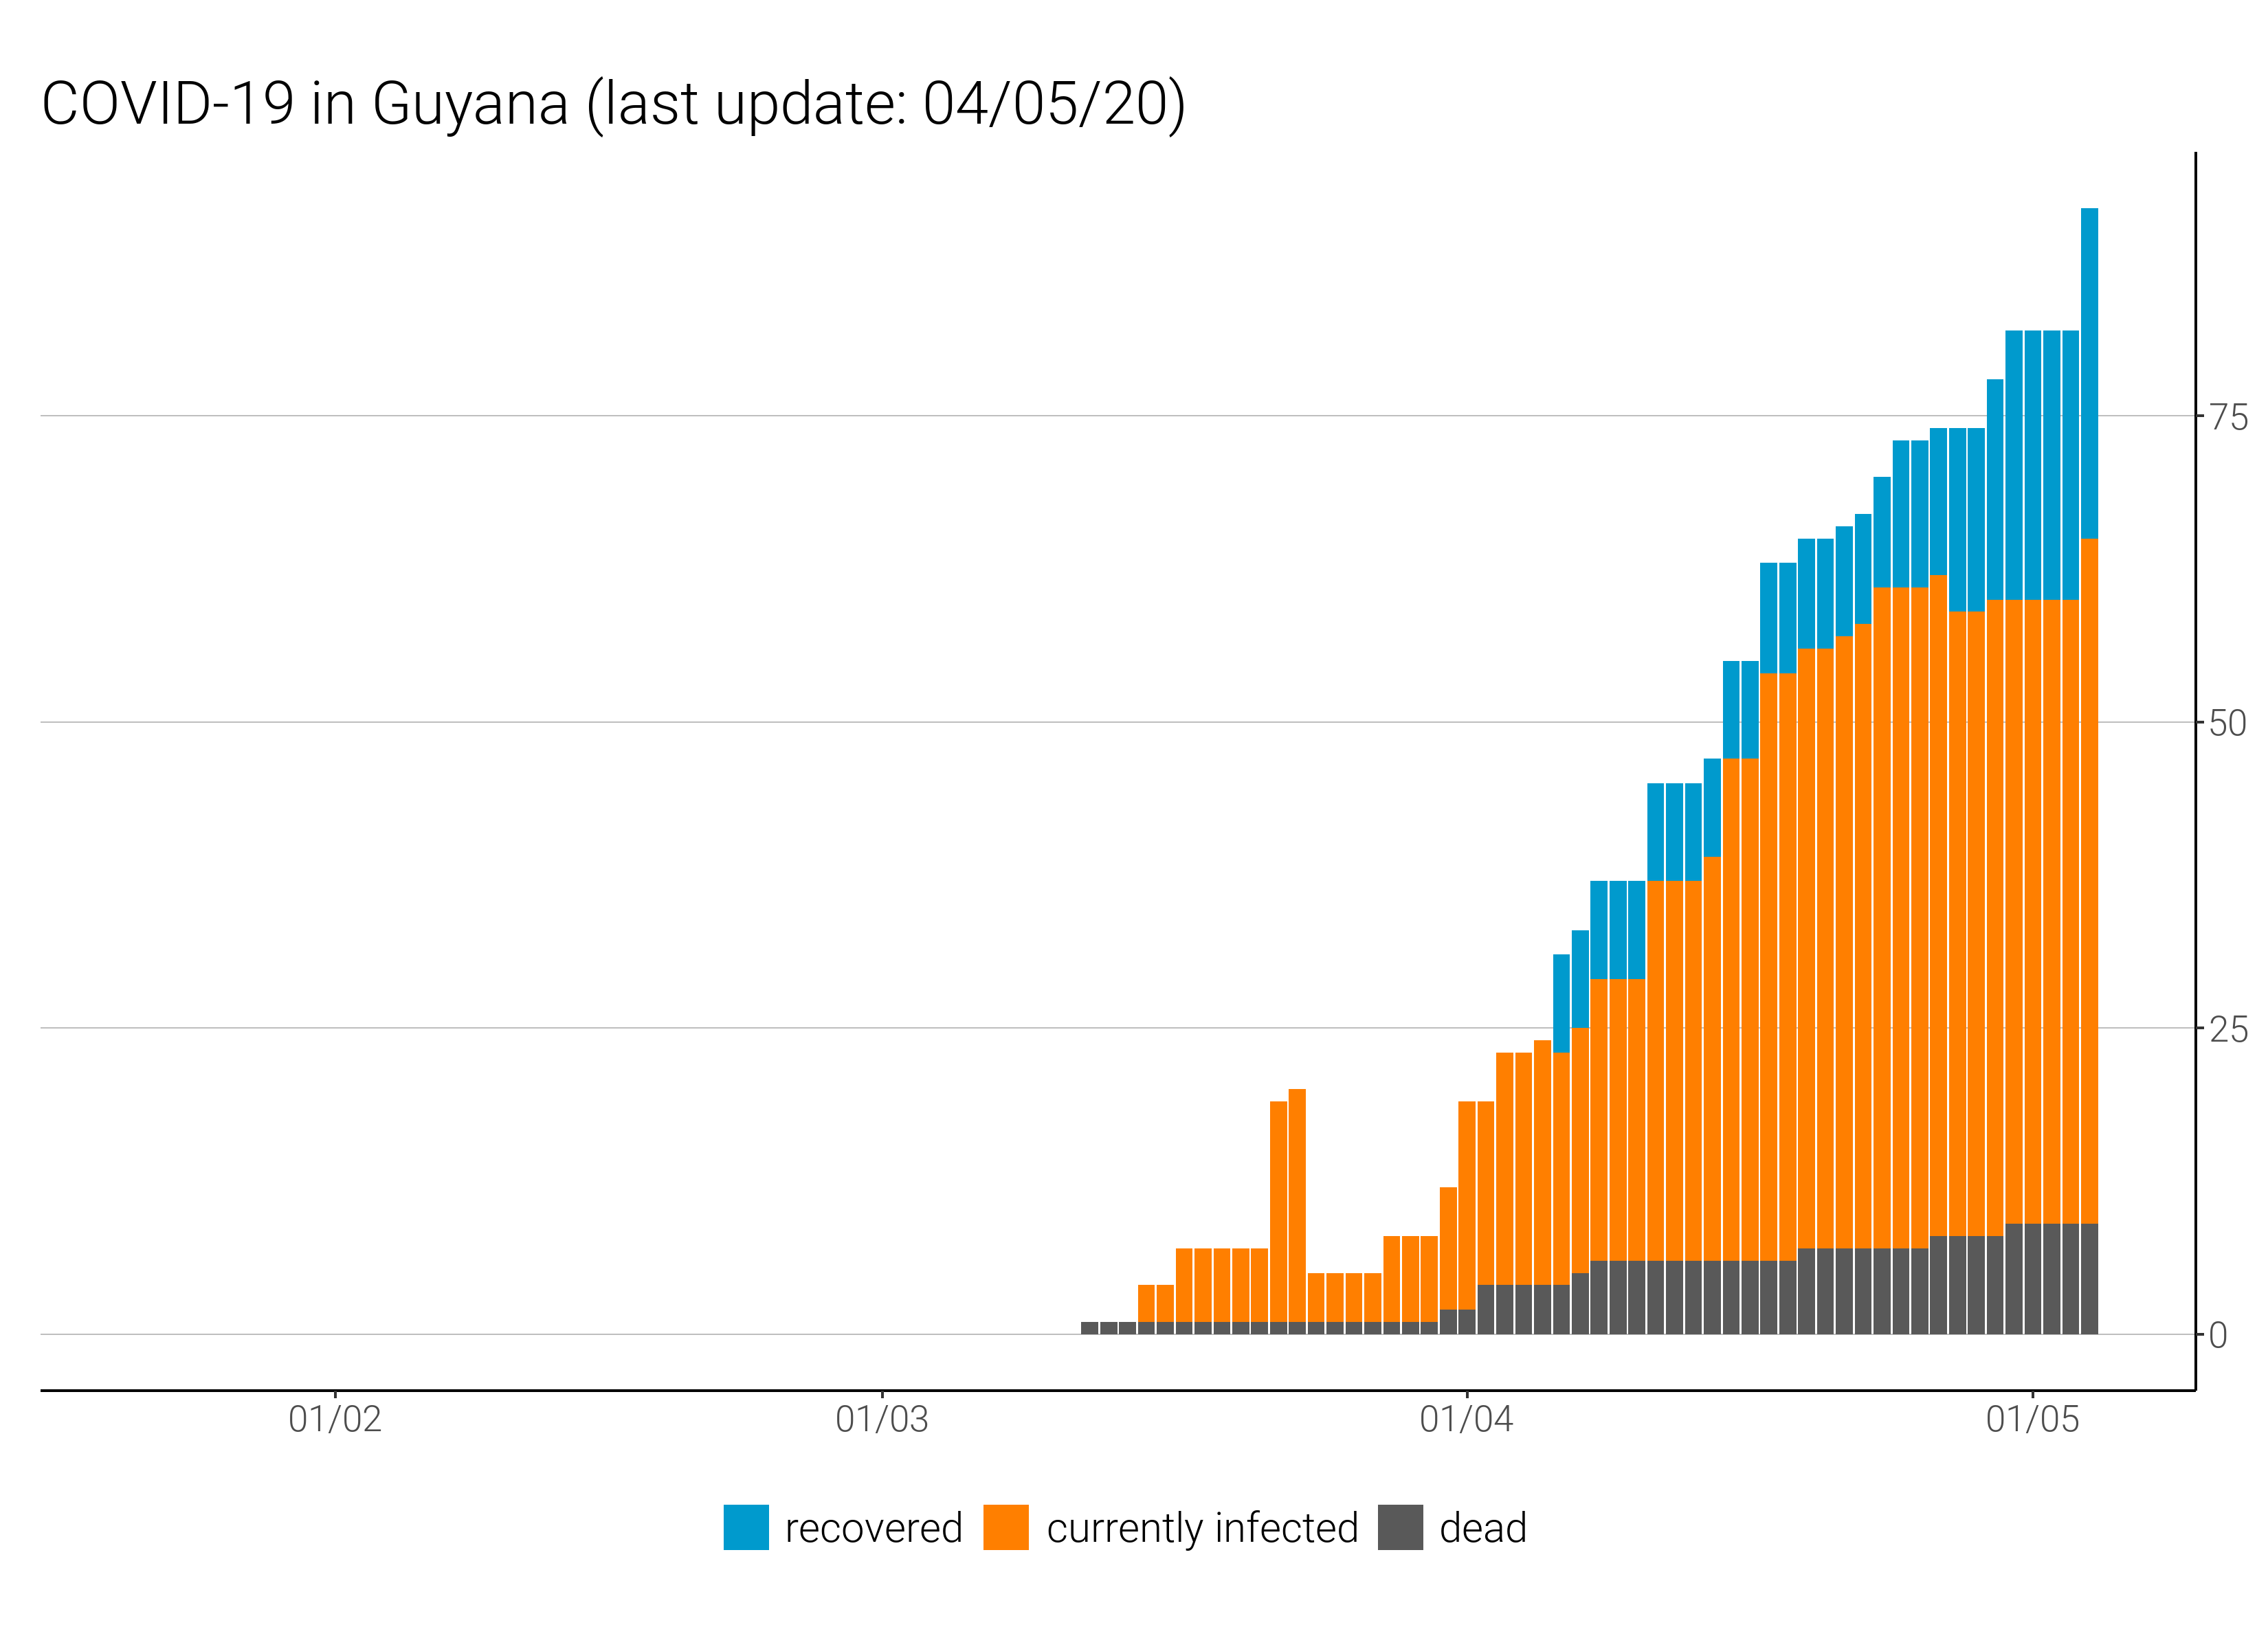 COVID-19 in Guyana (last update: 04/05/20)
75
50
25
0
01/02 01/03 01/04 01/05
recovered currently infected dead